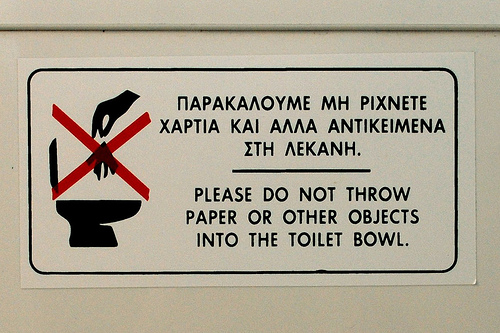 ΠΑΡΑΚΑΛΟΥΜΕ ΜΗ ΡΙΧΝΕΤΕ
ΧΑΡΤΙΑ ΚΑΙ ΑΛΛΑ ΑΝΤΙΚΕΙΜΕΝΑ
ΣΤΗ ΛΕΚΑΝΗ.
PLEASE DO NOT THROW
PAPER OR OTHER OBJECTS
INTO THE TOILET BOWL.